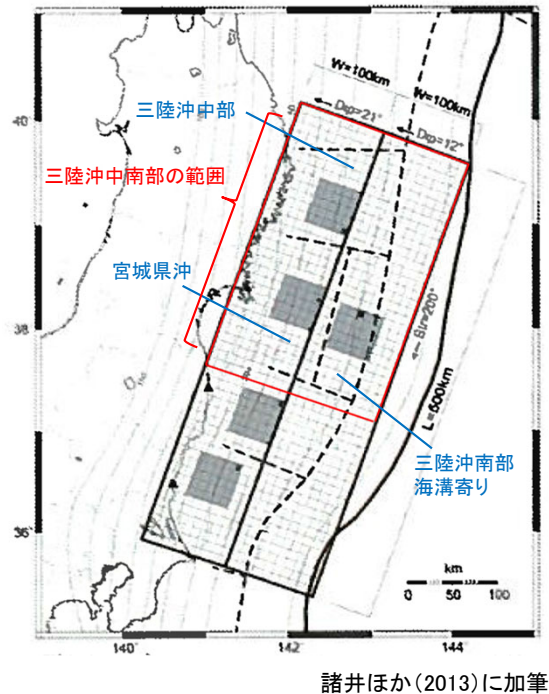 W=100km
W=100km
Dip=21°
Dip=12°
三陸沖中部
三陸沖中南部の範囲
宮城県沖
Str=200°
L=500km
三陸沖南部
海溝寄り
40°
38°
36°
km
0 50 100
140°
142°
144°
諸井ほか(2013)に加筆